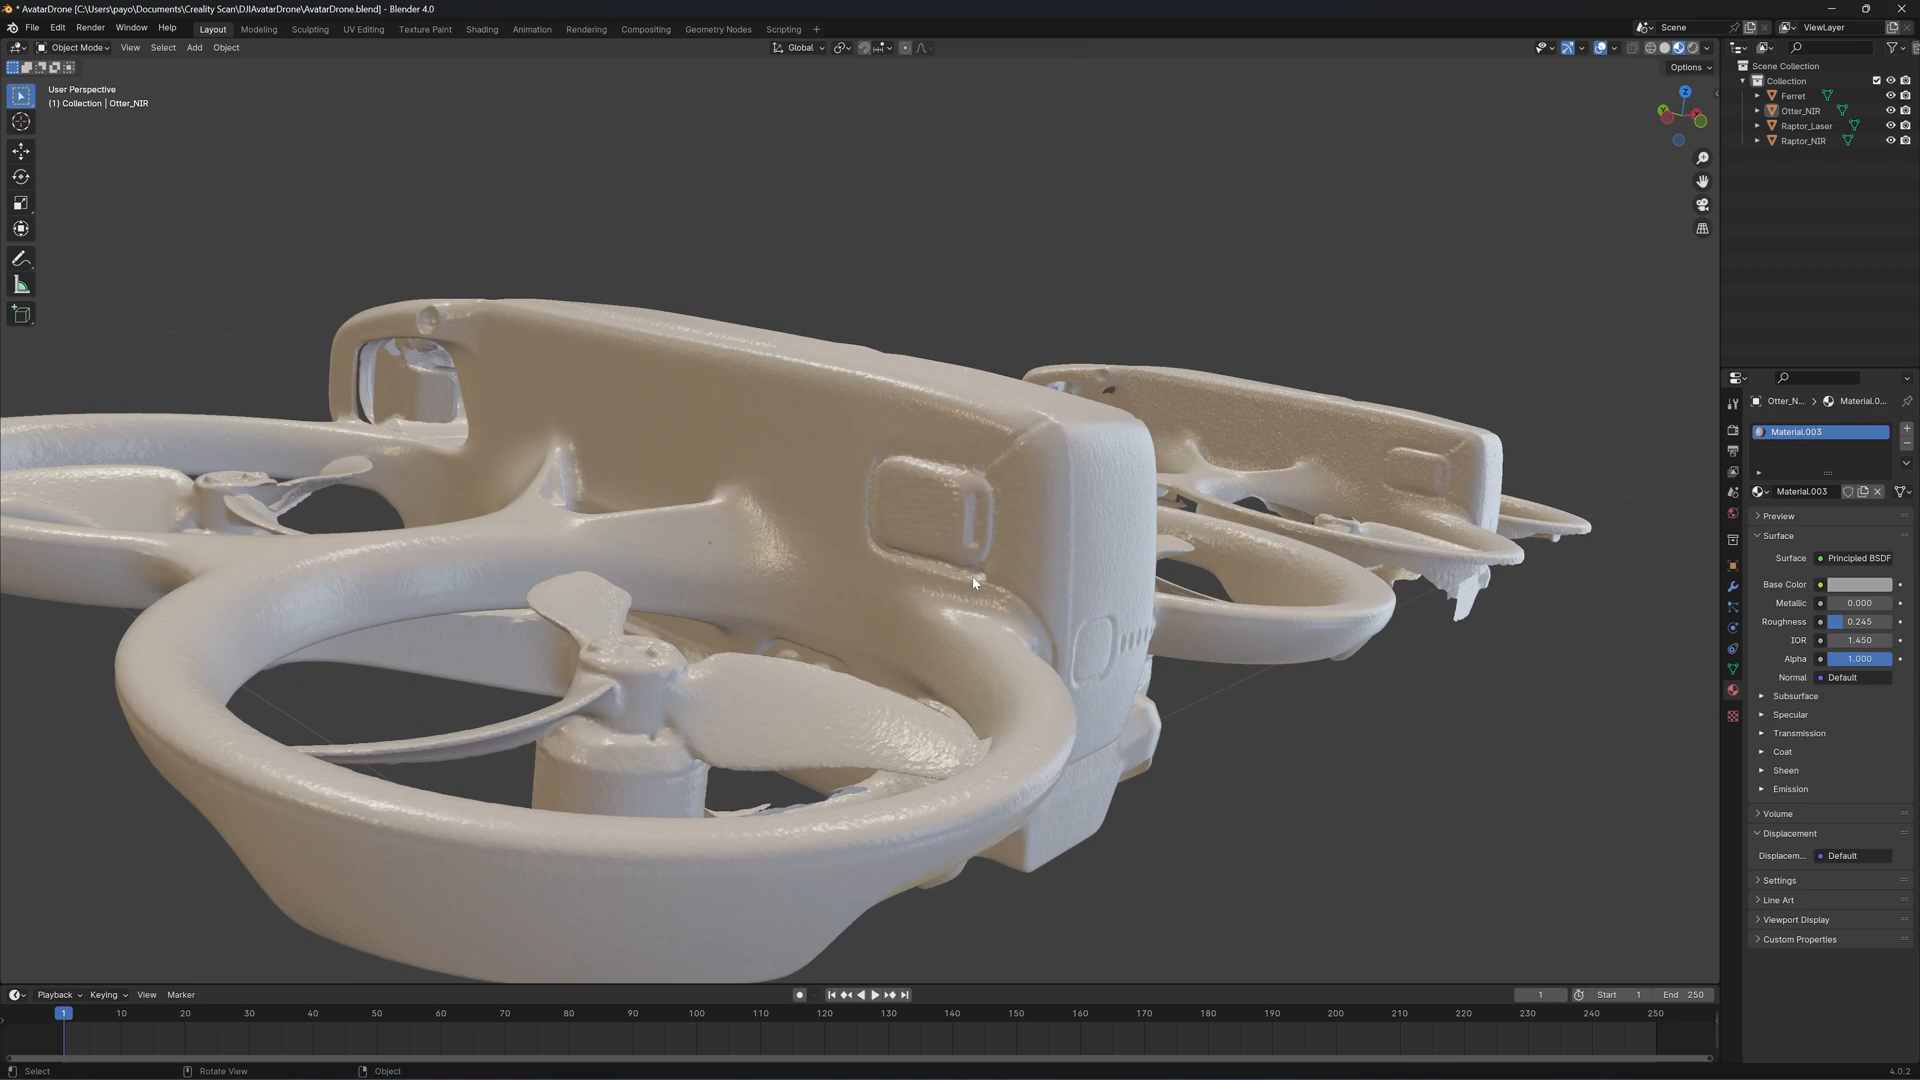 * AvatarDrone [C:\Users\payo\Documents\Creality Scan\DJIAvatarDrone\AvatarDrone.blend] - Blender 4.0
File Edit Render Window Help Layout Modeling Sculpting UV Editing Texture Paint Shading Animation Rendering Compositing Geometry Nodes Scripting + Scene ViewLayer
Object Mode View Select Add Object Global
Options
User Perspective
(1) Collection | Otter_NIR
Z
Y
Scene Collection
Collection
Ferret
Otter_NIR
Raptor_Laser
Raptor_NIR
Otter_N... Material.0...
Material.003
Material.003
Preview
Surface
Surface Principled BSDF
Base Color
Metallic 0.000
Roughness 0.245
IOR 1.450
Alpha 1.000
Normal Default
Subsurface
Specular
Transmission
Coat
Sheen
Emission
Volume
Displacement
Displacem... Default
Settings
Line Art
Viewport Display
Custom Properties
Playback Keying View Marker 1 Start 1 End 250
1 10 20 30 40 50 60 70 80 90 100 110 120 130 140 150 160 170 180 190 200 210 220 230 240 250
Select Rotate View Object 4.0.2